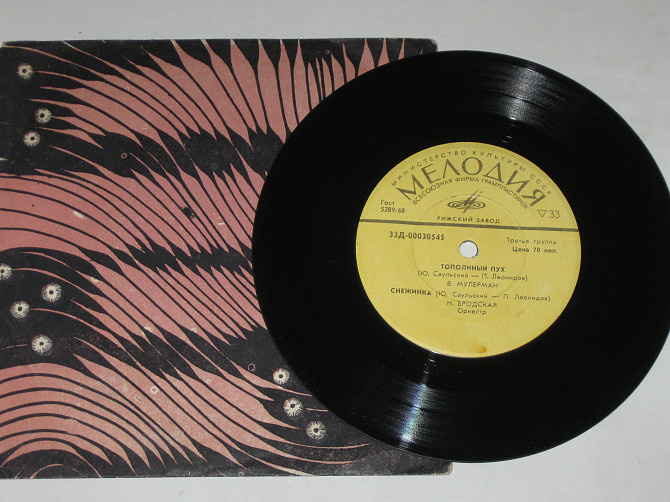 МИНИСТЕРСТВО КУЛЬТУРЫ СССР
МЕЛОДИЯ
ВСЕСОЮЗНАЯ ФИРМА ГРАМПЛАСТИНОК
Гост
5289-68
33
РИЖСКИЙ ЗАВОД
33Д-00030545
Третья группа
Цена 70 коп.
ТОПОЛИНЫЙ ПУХ
(Ю. Саульский — П. Леонидов)
В. МУЛЕРМАН
СНЕЖИНКА (Ю. Саульский — П. Леонидов)
Н. БРОДСКАЯ
Оркестр